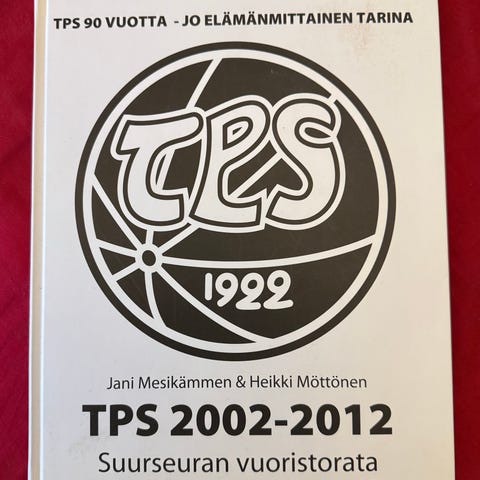 TPS 90 VUOTTA - JO ELÄMÄNMITTAINEN TARINA
TPS
1922
Jani Mesikämmen & Heikki Möttönen
TPS 2002-2012
Suurseuran vuoristorata